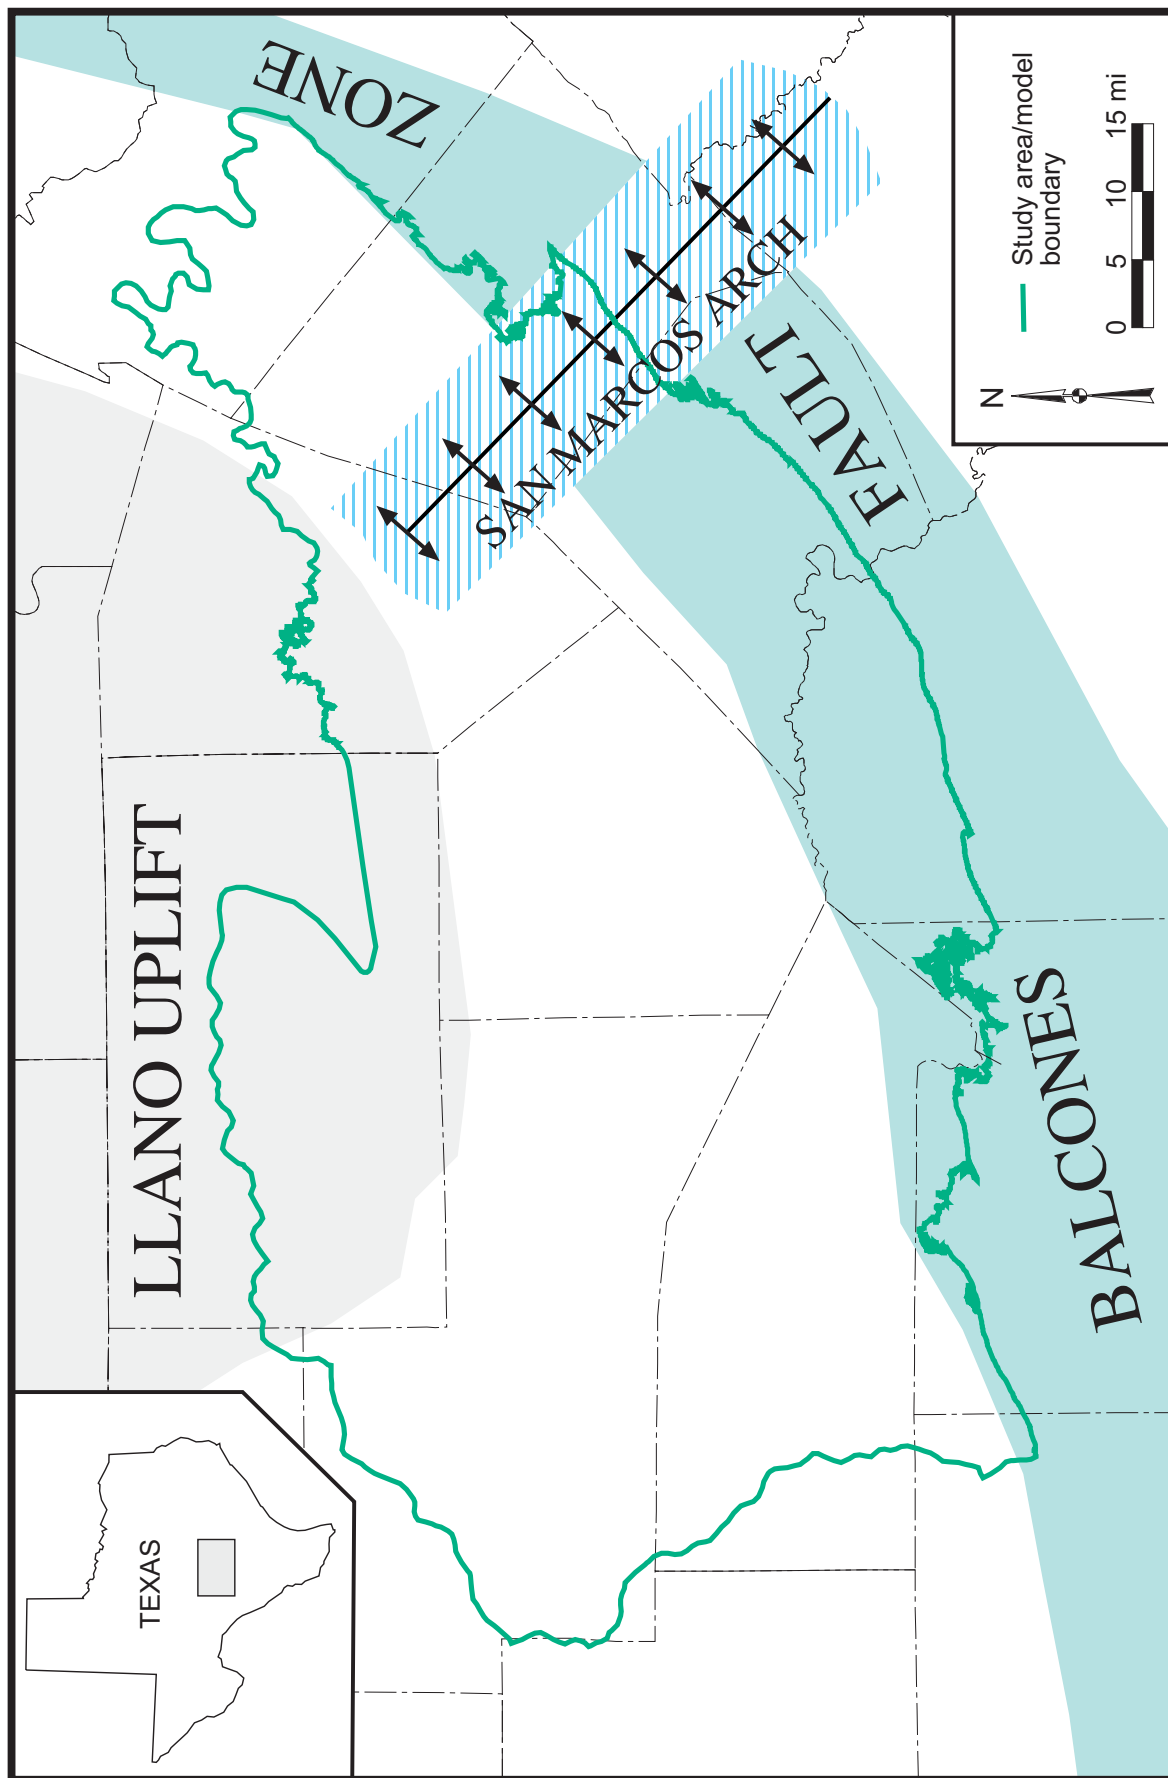 TEXAS
LLANO UPLIFT
SAN MARCOS ARCH
BALCONES
FAULT
ZONE
N
Study area/model
boundary
0 5 10 15 mi